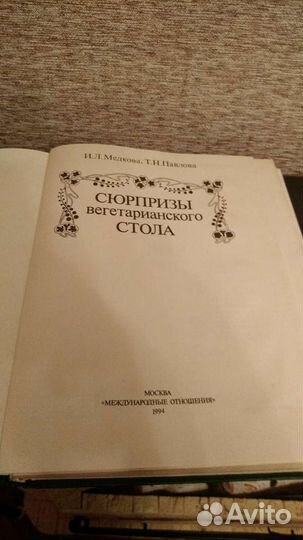 И.Л. Медкова, Т.Н. Павлова
СЮРПРИЗЫ
вегетарианского
СТОЛА
МОСКВА
«МЕЖДУНАРОДНЫЕ ОТНОШЕНИЯ»
1994
Avito